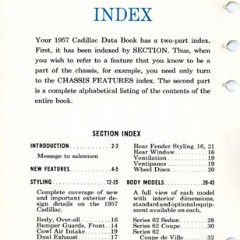 INDEX
Your 1957 Cadillac Data Book has a two-part index.
First, it has been indexed by SECTION. Thus, when
you wish to refer to a feature that you know to be
part of the chassis, for example, you need only turn
to the CHASSIS FEATURES index. The second part
is a complete alphabetical listing of the contents of the
entire book.
SECTION INDEX
INTRODUCTION 2-3
Message to salesmen
NEW FEATURES 4-5
STYLING 12-25
Complete coverage of new
and important exterior de-
sign details on the 1957
Cadillac.
Body, Over-all 14
Bumper Guards, Front 14
Cowl Air Intake 19
Dual Exhaust 17
Rear Fender Styling 16, 21
Rear Window 16
Ventilation 19
Ventipanes 19
Wheel Discs 20
BODY MODELS 26-45
A full view of each model
with interior dimensions,
standard and optional equip-
ment available on each.
Series 62 Sedan 28
Series 62 Coupe 30
Series 62
Coupe de Ville 32